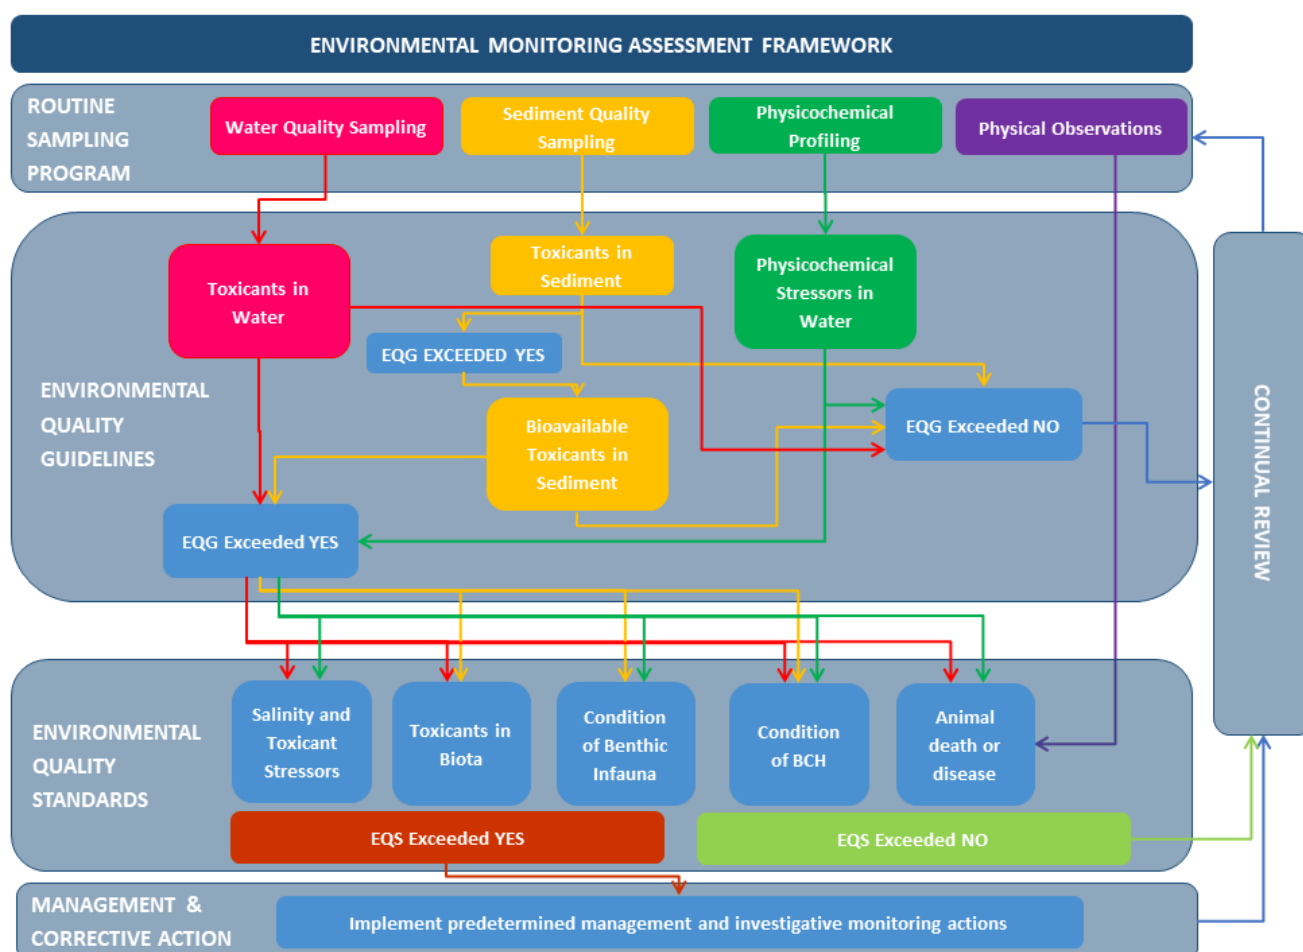 ENVIRONMENTAL MONITORING ASSESSMENT FRAMEWORK
ROUTINE
SAMPLING
PROGRAM
Water Quality Sampling
Sediment Quality
Sampling
Physicochemical
Profiling
Physical Observations
ENVIRONMENTAL
QUALITY
GUIDELINES
Toxicants in
Water
Toxicants in
Sediment
Physicochemical
Stressors in
Water
EQG EXCEEDED YES
Bioavailable
Toxicants in
Sediment
EQG Exceeded NO
EQG Exceeded YES
CONTINUAL REVIEW
ENVIRONMENTAL
QUALITY
STANDARDS
Salinity and
Toxicant
Stressors
Toxicants in
Biota
Condition
of Benthic
Infauna
Condition
of BCH
Animal
death or
disease
EQS Exceeded YES
EQS Exceeded NO
MANAGEMENT &
CORRECTIVE ACTION
Implement predetermined management and investigative monitoring actions